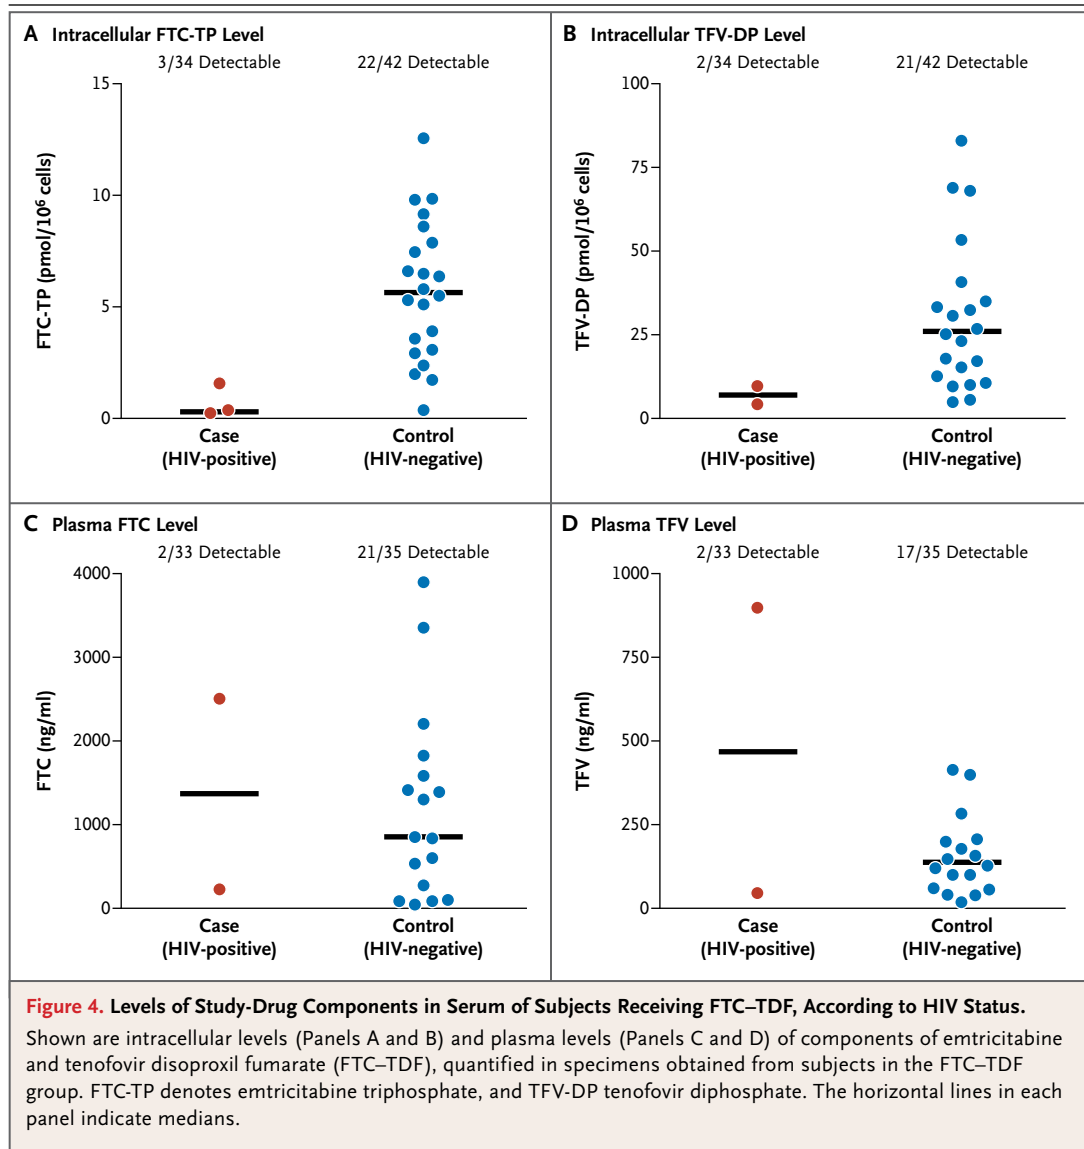 A Intracellular FTC-TP Level
3/34 Detectable
22/42 Detectable
15
10
5
0
FTC-TP (pmol/10⁶ cells)
Case
(HIV-positive)
Control
(HIV-negative)
B Intracellular TFV-DP Level
2/34 Detectable
21/42 Detectable
100
75
50
25
0
TFV-DP (pmol/10⁶ cells)
Case
(HIV-positive)
Control
(HIV-negative)
C Plasma FTC Level
2/33 Detectable
21/35 Detectable
4000
3000
2000
1000
0
FTC (ng/ml)
Case
(HIV-positive)
Control
(HIV-negative)
D Plasma TFV Level
2/33 Detectable
17/35 Detectable
1000
750
500
250
0
TFV (ng/ml)
Case
(HIV-positive)
Control
(HIV-negative)
Figure 4. Levels of Study-Drug Components in Serum of Subjects Receiving FTC–TDF, According to HIV Status.
Shown are intracellular levels (Panels A and B) and plasma levels (Panels C and D) of components of emtricitabine
and tenofovir disoproxil fumarate (FTC–TDF), quantified in specimens obtained from subjects in the FTC–TDF
group. FTC-TP denotes emtricitabine triphosphate, and TFV-DP tenofovir diphosphate. The horizontal lines in each
panel indicate medians.